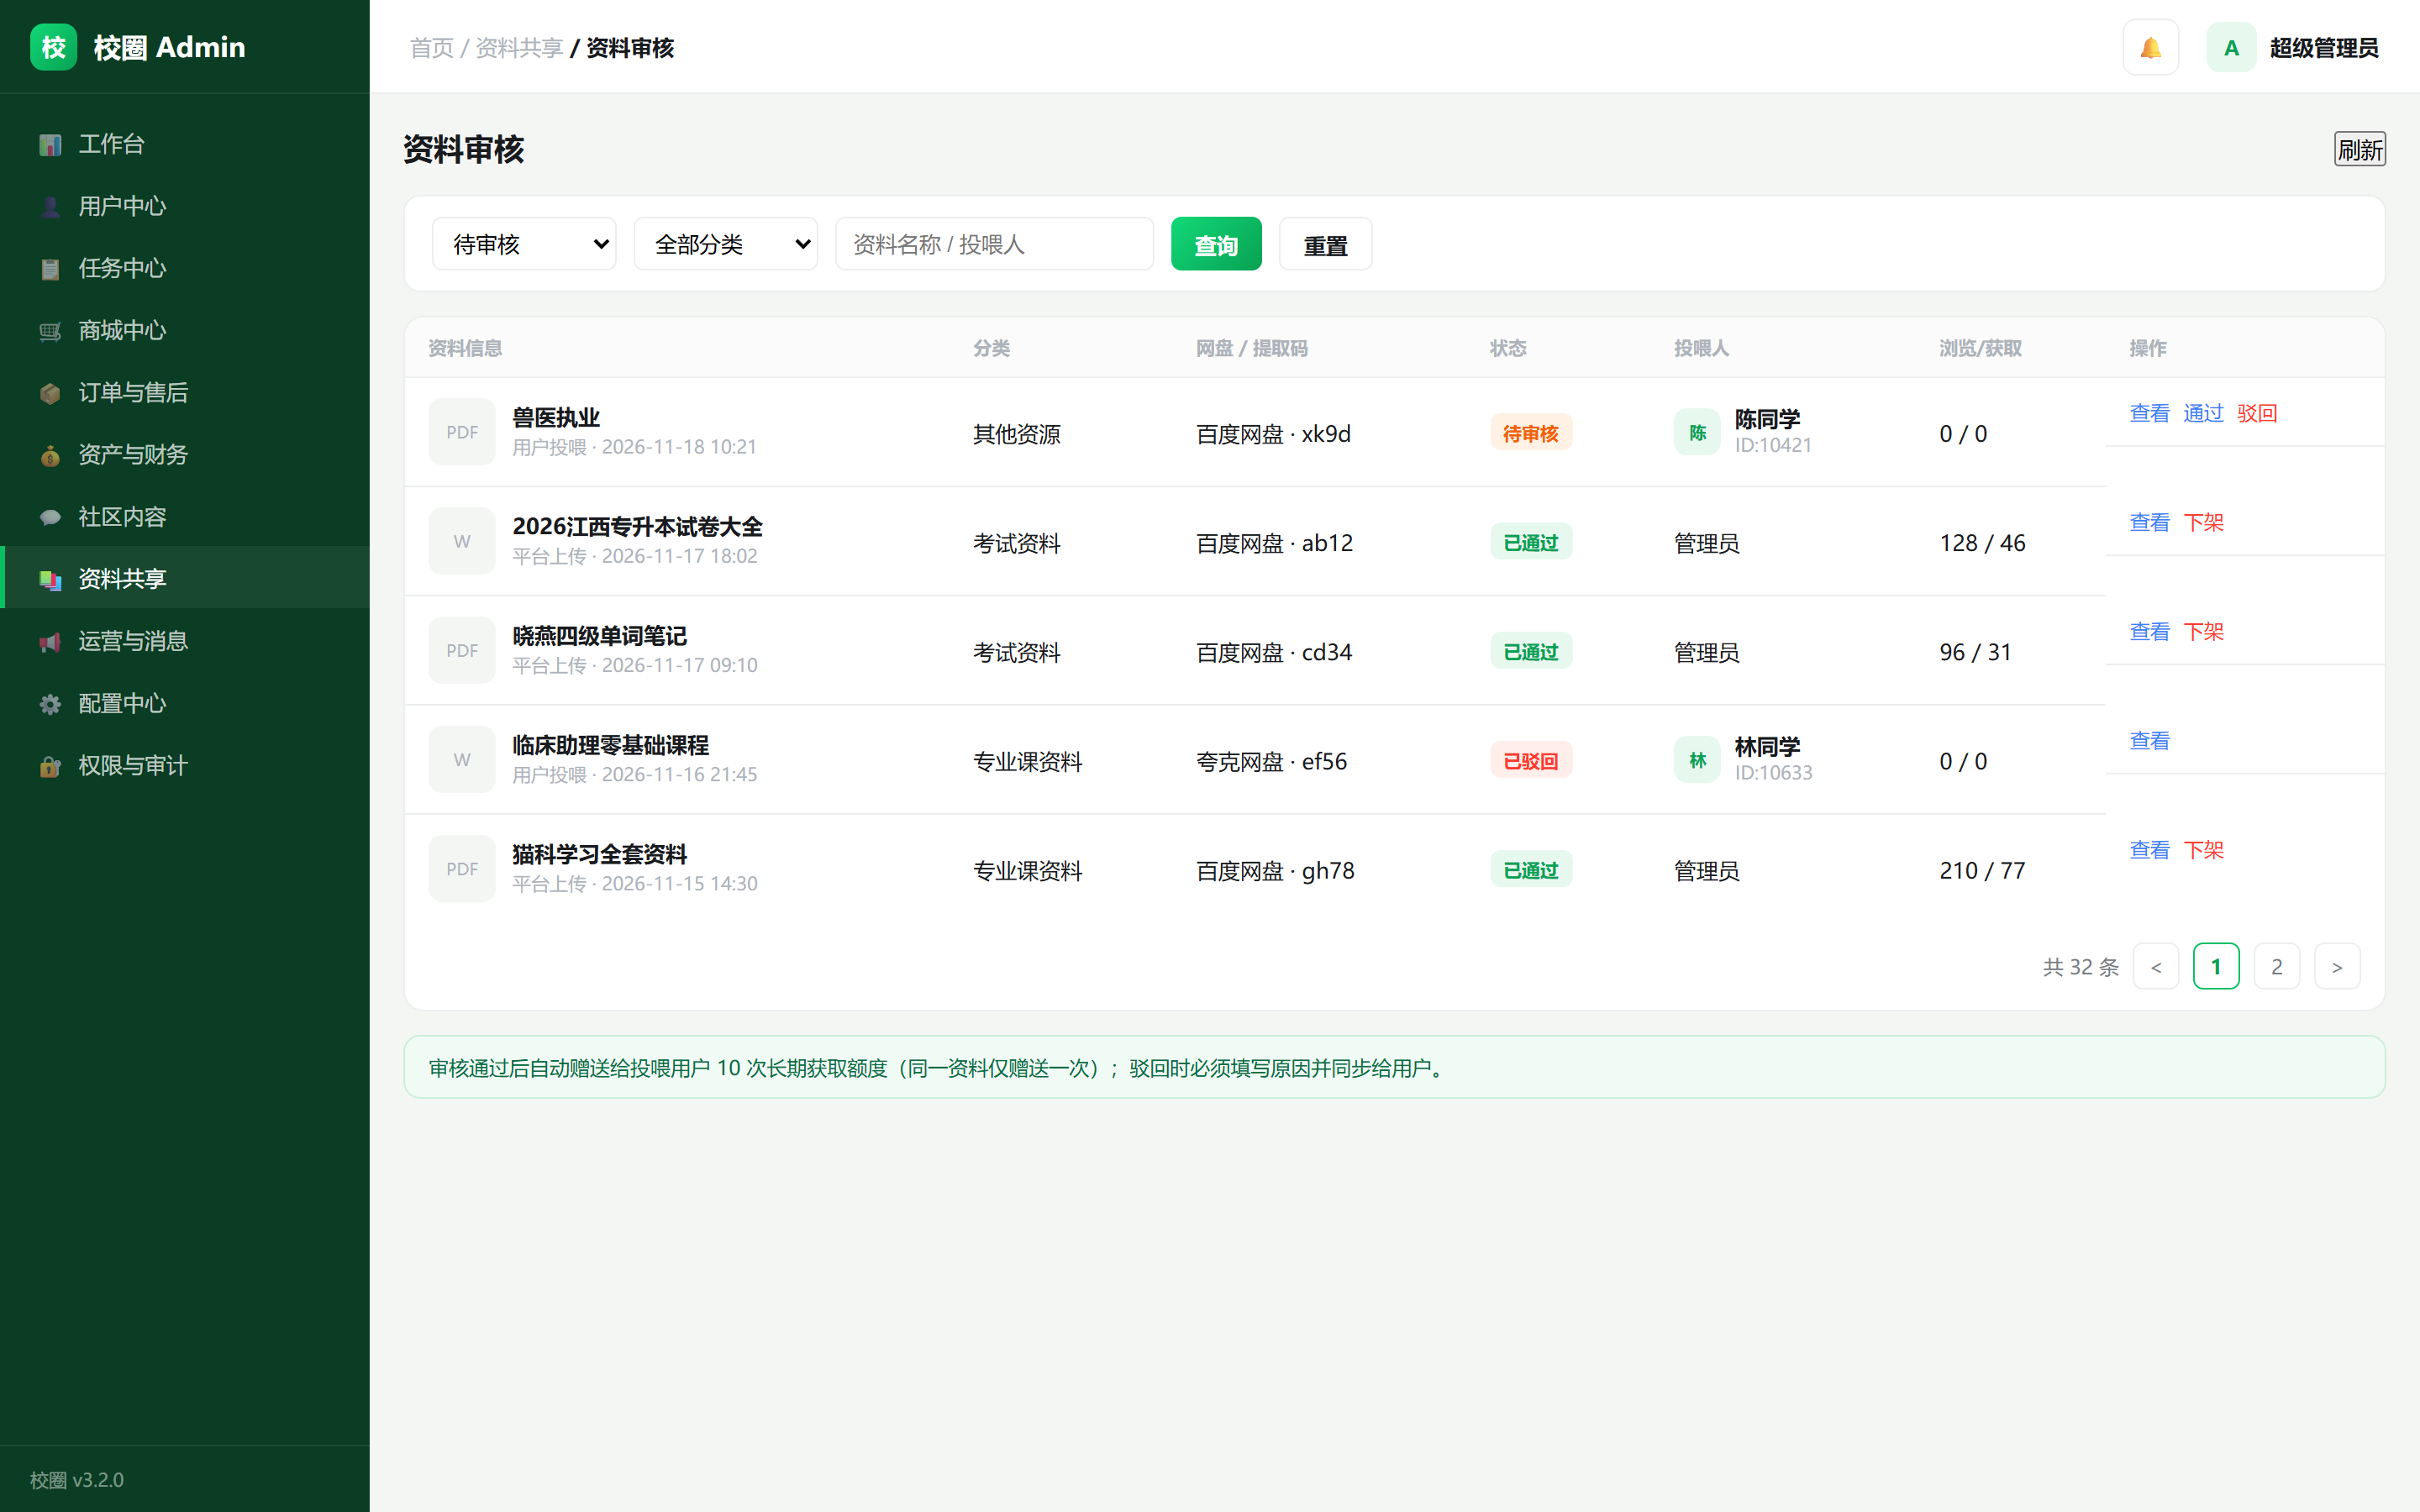 校 校圈 Admin
首页 / 资料共享 / 资料审核
A 超级管理员
工作台
用户中心
任务中心
商城中心
订单与售后
资产与财务
社区内容
资料共享
运营与消息
配置中心
权限与审计
校圈 v3.2.0
资料审核
刷新
待审核 全部分类 资料名称 / 投喂人 查询 重置
资料信息 分类 网盘 / 提取码 状态 投喂人 浏览/获取 操作
PDF 兽医执业 其他资源 百度网盘 · xk9d 待审核 陈 陈同学 0 / 0 查看 通过 驳回
用户投喂 · 2026-11-18 10:21 ID:10421
W 2026江西专升本试卷大全 考试资料 百度网盘 · ab12 已通过 管理员 128 / 46 查看 下架
平台上传 · 2026-11-17 18:02
PDF 晓燕四级单词笔记 考试资料 百度网盘 · cd34 已通过 管理员 96 / 31 查看 下架
平台上传 · 2026-11-17 09:10
W 临床助理零基础课程 专业课资料 夸克网盘 · ef56 已驳回 林 林同学 0 / 0 查看
用户投喂 · 2026-11-16 21:45 ID:10633
PDF 猫科学习全套资料 专业课资料 百度网盘 · gh78 已通过 管理员 210 / 77 查看 下架
平台上传 · 2026-11-15 14:30
共 32 条 < 1 2 >
审核通过后自动赠送给投喂用户 10 次长期获取额度（同一资料仅赠送一次）；驳回时必须填写原因并同步给用户。